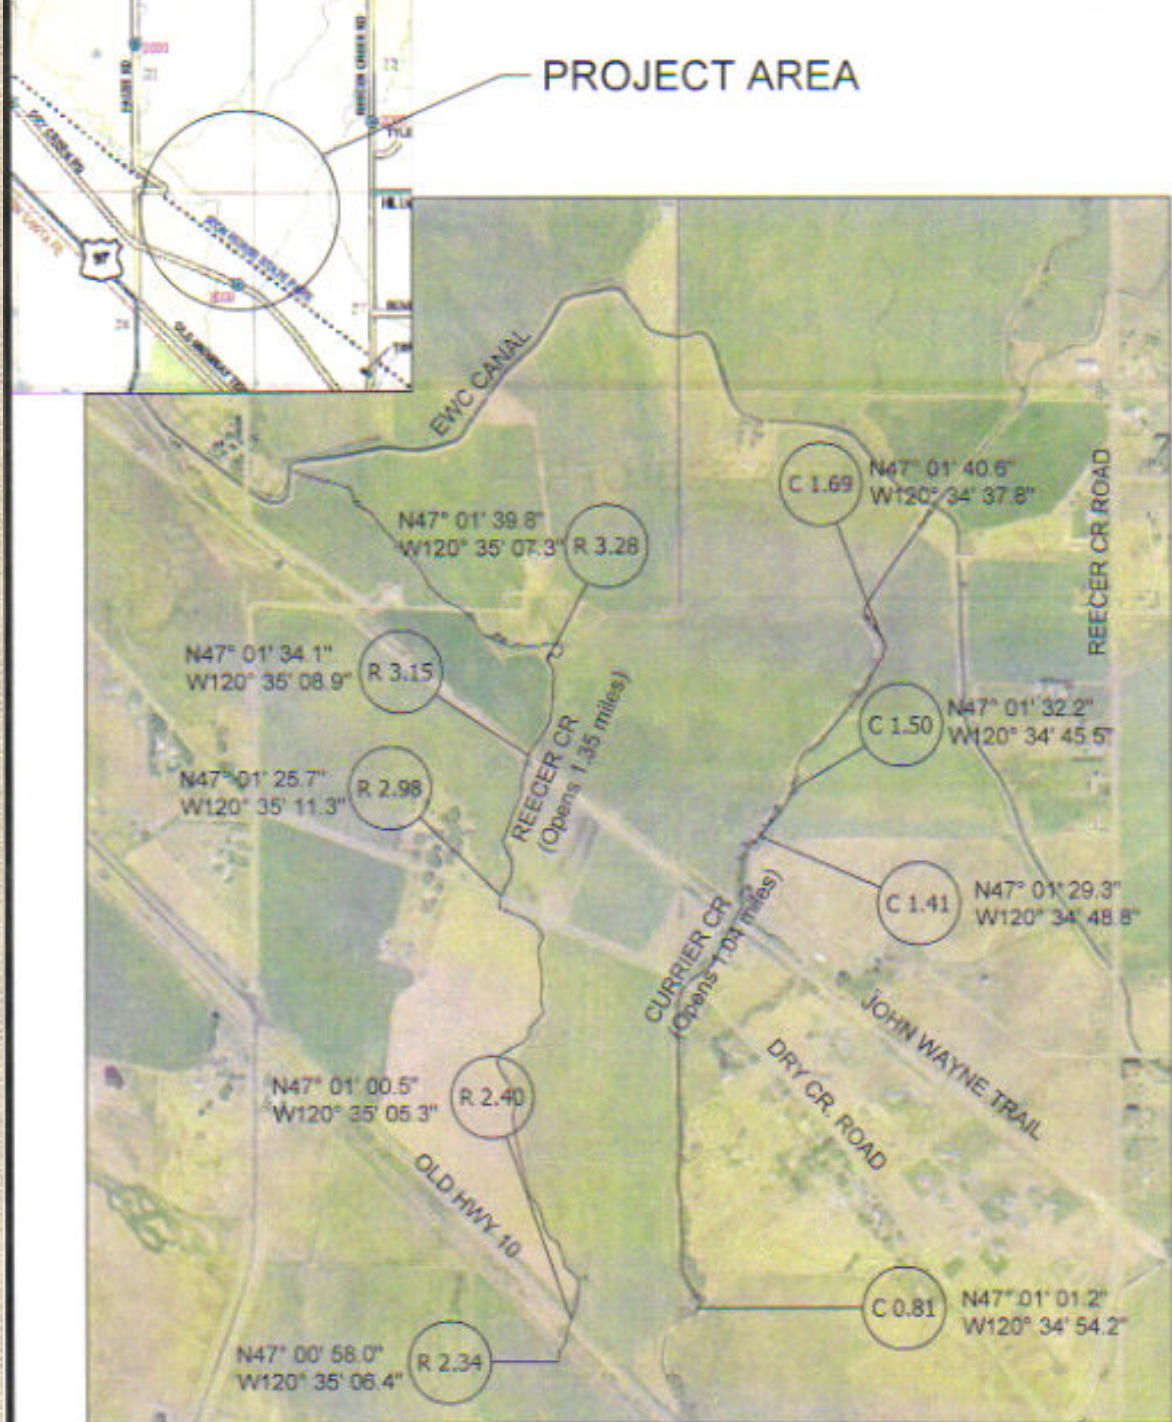 PROJECT AREA
97
EWC CANAL
C 1.69
N47° 01' 40.6"
W120° 34' 37.8"
REECER CR ROAD
N47° 01' 39.8"
W120° 35' 07.3"
R 3.28
N47° 01' 34.1"
W120° 35' 08.9"
R 3.15
C 1.50
N47° 01' 32.2"
W120° 34' 45.5"
REECER CR
(Opens 1.35 miles)
N47° 01' 25.7"
W120° 35' 11.3"
R 2.98
C 1.41
N47° 01' 29.3"
W120° 34' 48.8"
CURRIER CR
(Opens 1.04 miles)
JOHN WAYNE TRAIL
DRY CR. ROAD
N47° 01' 00.5"
W120° 35' 05.3"
R 2.40
OLD HWY 10
C 0.81
N47° 01' 01.2"
W120° 34' 54.2"
N47° 00' 58.0"
W120° 35' 06.4"
R 2.34